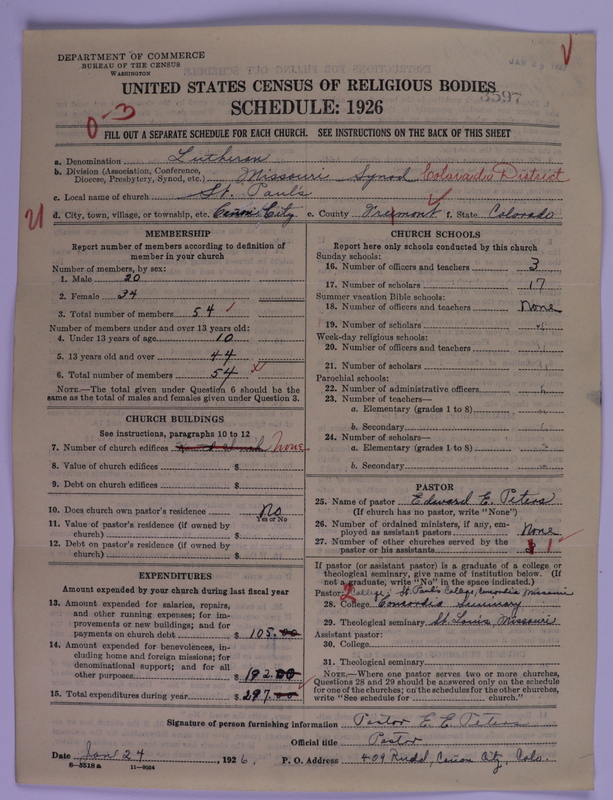 DEPARTMENT OF COMMERCE
BUREAU OF THE CENSUS
WASHINGTON
UNITED STATES CENSUS OF RELIGIOUS BODIES
3597
SCHEDULE: 1926
0-3
FILL OUT A SEPARATE SCHEDULE FOR EACH CHURCH. SEE INSTRUCTIONS ON THE BACK OF THIS SHEET
a. Denomination Lutheran
b. Division (Association, Conference, Diocese, Presbytery, Synod, etc.) Missouri Synod Colorado District
c. Local name of church St. Paul's
21
d. City, town, village, or township, etc. Cañon City e. County Fremont f. State Colorado
MEMBERSHIP
Report number of members according to definition of member in your church
Number of members, by sex:
1. Male 20
2. Female 34
3. Total number of members 54
Number of members under and over 13 years old:
4. Under 13 years of age 10
5. 13 years old and over 44
6. Total number of members 54
NOTE.—The total given under Question 6 should be the same as the total of males and females given under Question 3.
CHURCH BUILDINGS
See instructions, paragraphs 10 to 12
7. Number of church edifices None
8. Value of church edifices $
9. Debt on church edifices $
10. Does church own pastor's residence No
Yes or No
11. Value of pastor's residence (if owned by church) $
12. Debt on pastor's residence (if owned by church) $
EXPENDITURES
Amount expended by your church during last fiscal year
13. Amount expended for salaries, repairs, and other running expenses; for improvements or new buildings; and for payments on church debt $ 105.00
14. Amount expended for benevolences, including home and foreign missions; for denominational support; and for all other purposes $ 192.00
15. Total expenditures during year $ 297.00
CHURCH SCHOOLS
Report here only schools conducted by this church
Sunday schools:
16. Number of officers and teachers 3
17. Number of scholars 17
Summer vacation Bible schools:
18. Number of officers and teachers None
19. Number of scholars "
Week-day religious schools:
20. Number of officers and teachers "
21. Number of scholars "
Parochial schools:
22. Number of administrative officers "
23. Number of teachers—
a. Elementary (grades 1 to 8)
b. Secondary
24. Number of scholars—
a. Elementary (grades 1 to 8)
b. Secondary
PASTOR
25. Name of pastor Edward E. Peters
(If church has no pastor, write "None")
26. Number of ordained ministers, if any, employed as assistant pastors None
27. Number of other churches served by the pastor or his assistants 1
If pastor (or assistant pastor) is a graduate of a college or theological seminary, give name of institution below. (If not a graduate, write "No" in the space indicated.)
Pastor: College, St. Paul's College, Concordia Missouri
2
28. College Concordia Seminary
29. Theological seminary St. Louis, Missouri
Assistant pastor:
30. College
31. Theological seminary
NOTE.—Where one pastor serves two or more churches, Questions 28 and 29 should be answered only on the schedule for one of the churches; on the schedules for the other churches, write "See schedule for church."
Signature of person furnishing information Pastor E. E. Peters
Official title Pastor
Date Jan 24, 1926. P. O. Address 409 Rudd, Cañon City, Colo.
8—5518 a 11—9024